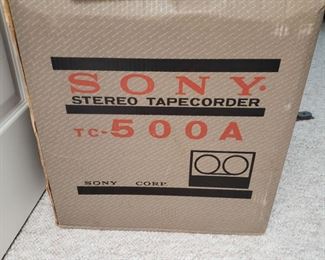 SONY.
STEREO TAPECORDER
TC-500A
SONY CORP.